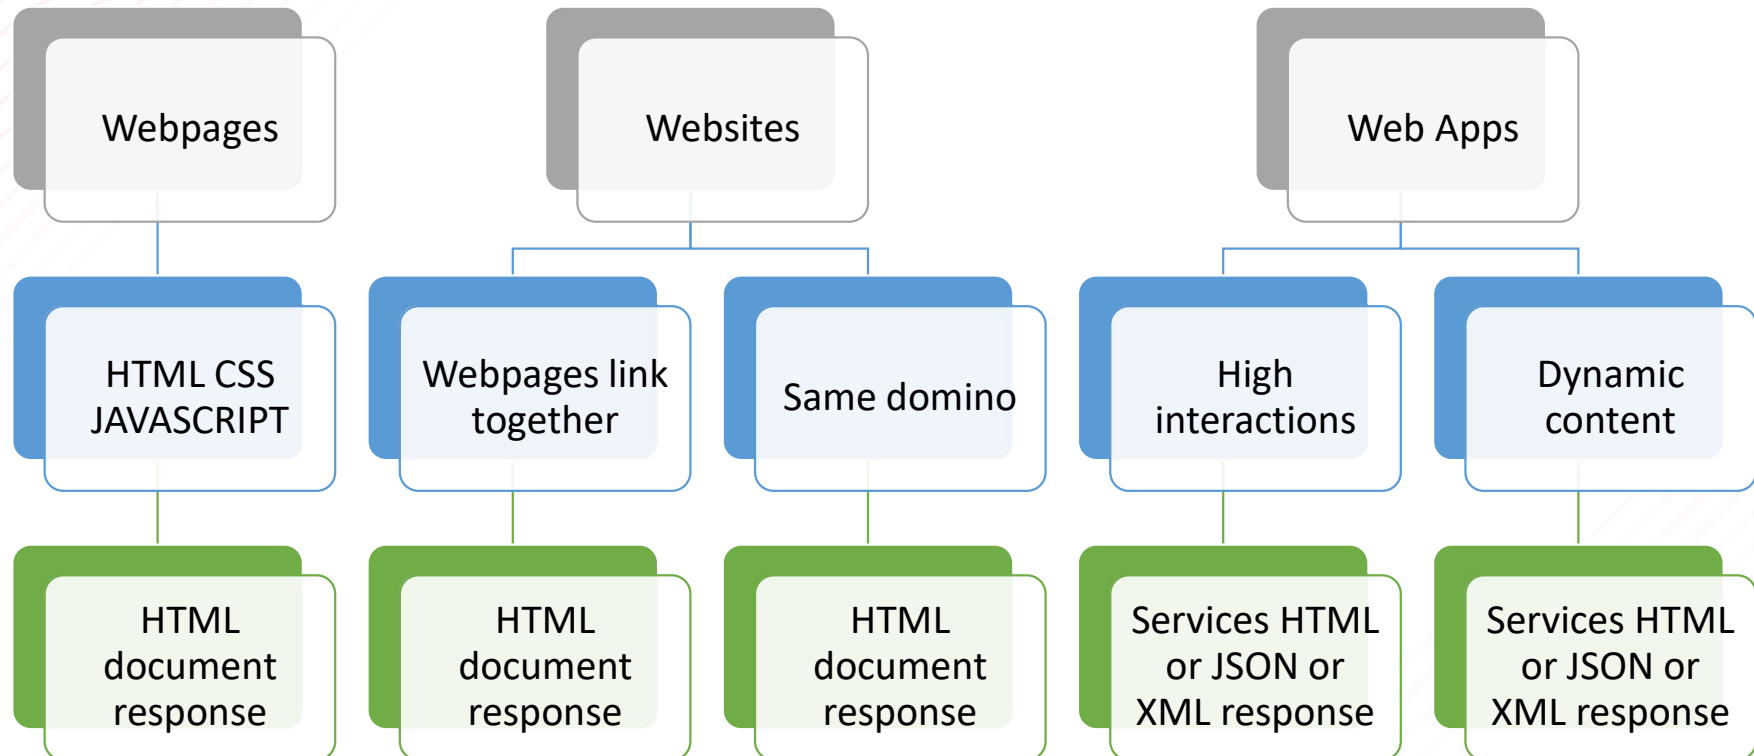 Webpages
Websites
Web Apps
HTML CSS
JAVASCRIPT
Webpages link
together
Same domino
High
interactions
Dynamic
content
HTML
document
response
HTML
document
response
HTML
document
response
Services HTML
or JSON or
XML response
Services HTML
or JSON or
XML response